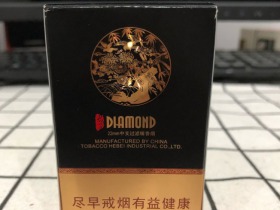 DIAMOND
MANUFACTURED BY CHINA
TOBACCO HEBEI INDUSTRIAL CO.,LTD.
尽早戒烟有益健康